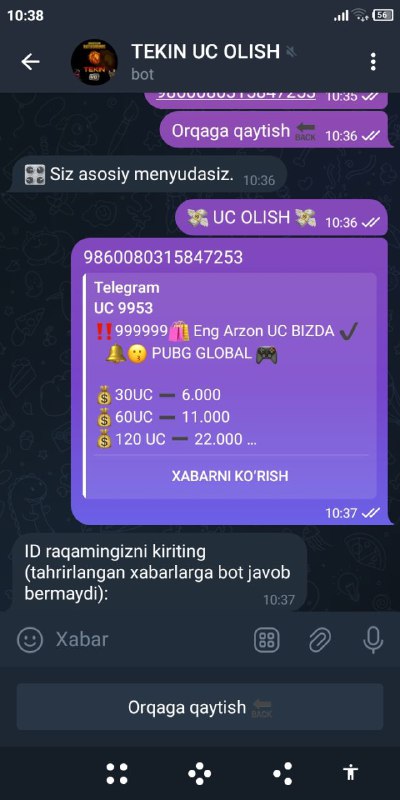 10:38
56
TEKIN UC OLISH
bot
9860080315847253 10:35
Orqaga qaytish 🔙 10:36
🎛 Siz asosiy menyudasiz. 10:36
💸 UC OLISH 💸 10:36
9860080315847253
Telegram
UC 9953
‼️999999🛍 Eng Arzon UC BIZDA ✔️
🔔😗 PUBG GLOBAL 🎮
💰30UC ➖ 6.000
💰60UC ➖ 11.000
💰120 UC ➖ 22.000 ...
XABARNI KO‘RISH
10:37
ID raqamingizni kiriting
(tahrirlangan xabarlarga bot javob
bermaydi):
10:37
Xabar
Orqaga qaytish 🔙